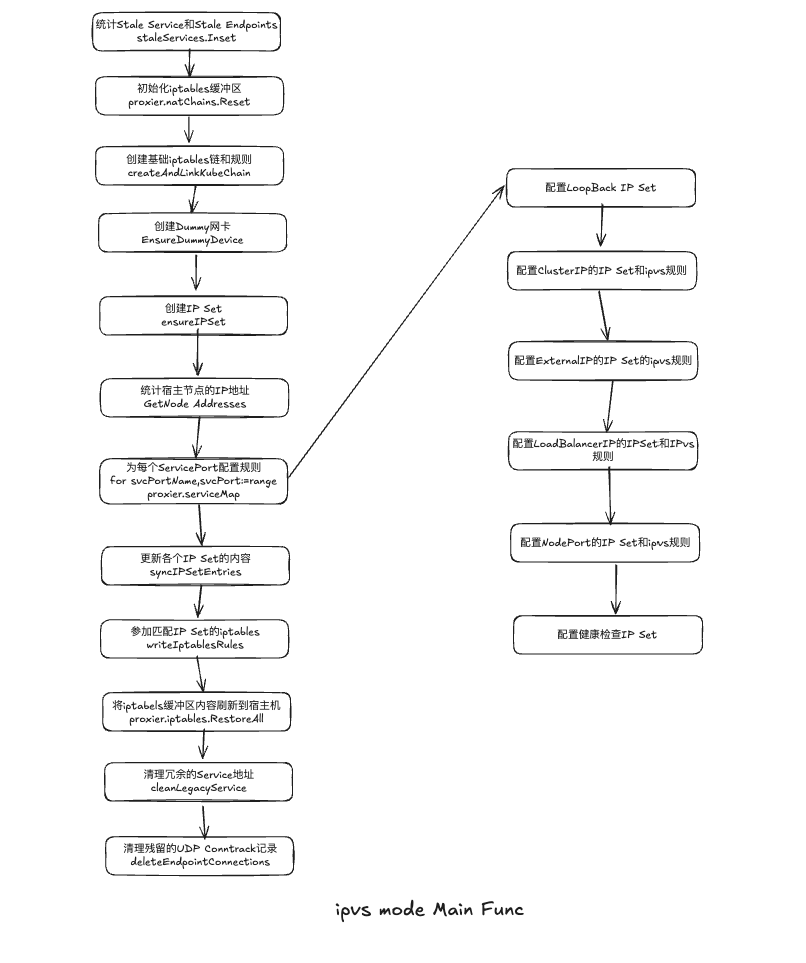 统计Stale Service和Stale Endpoints
staleServices.Inset
初始化iptables缓冲区
proxier.natChains.Reset
创建基础iptables链和规则
createAndLinkKubeChain
创建Dummy网卡
EnsureDummyDevice
创建IP Set
ensureIPSet
统计宿主节点的IP地址
GetNode Addresses
为每个ServicePort配置规则
for svcPortName,svcPort:=range
proxier.serviceMap
更新各个IP Set的内容
syncIPSetEntries
参加匹配IP Set的iptables
writeIptablesRules
将iptabels缓冲区内容刷新到宿主机
proxier.iptables.RestoreAll
清理冗余的Service地址
cleanLegacyService
清理残留的UDP Conntrack记录
deleteEndpointConnections
配置LoopBack IP Set
配置ClusterIP的IP Set和ipvs规则
配置ExternalIP的IP Set的ipvs规则
配置LoadBalancerIP的IPSet和IPvs
规则
配置NodePort的IP Set和ipvs规则
配置健康检查IP Set
ipvs mode Main Func